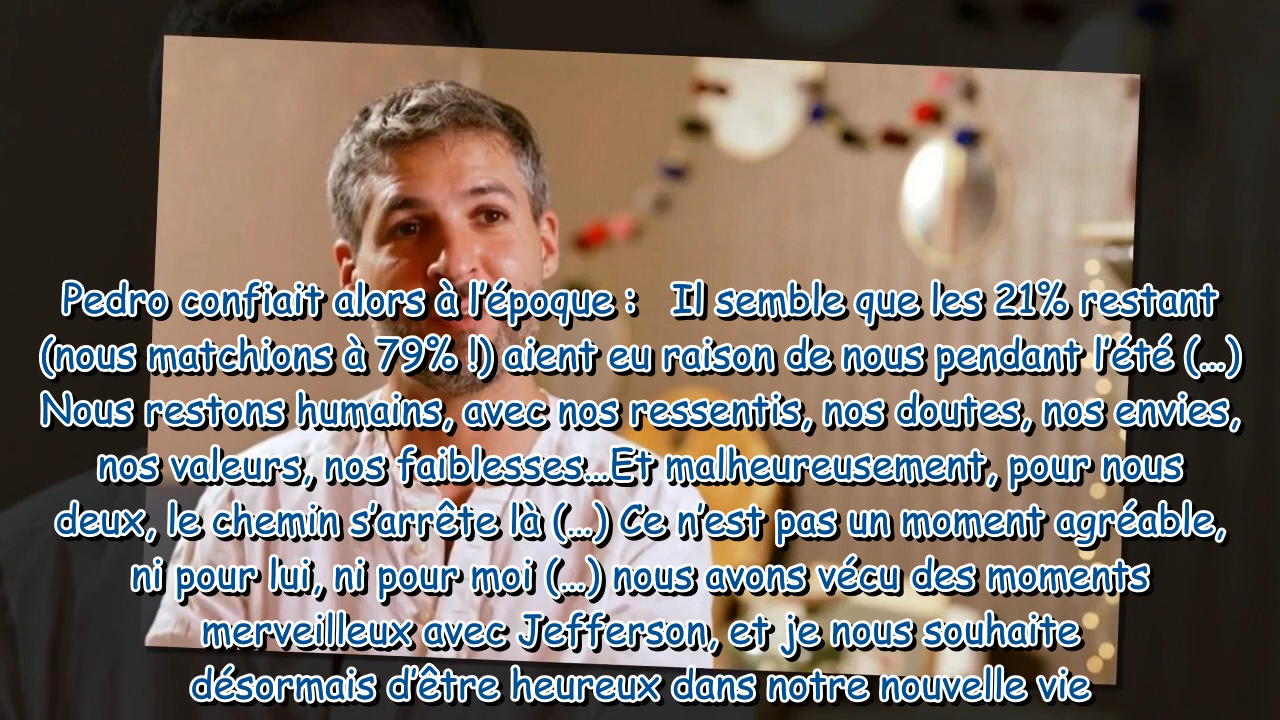 Pedro confiait alors à l'époque : Il semble que les 21% restant
(nous matchions à 79% !) aient eu raison de nous pendant l'été (...)
Nous restons humains, avec nos ressentis, nos doutes, nos envies,
nos valeurs, nos faiblesses...Et malheureusement, pour nous
deux, le chemin s'arrête là (...) Ce n'est pas un moment agréable,
ni pour lui, ni pour moi (...) nous avons vécu des moments
merveilleux avec Jefferson, et je nous souhaite
désormais d'être heureux dans notre nouvelle vie